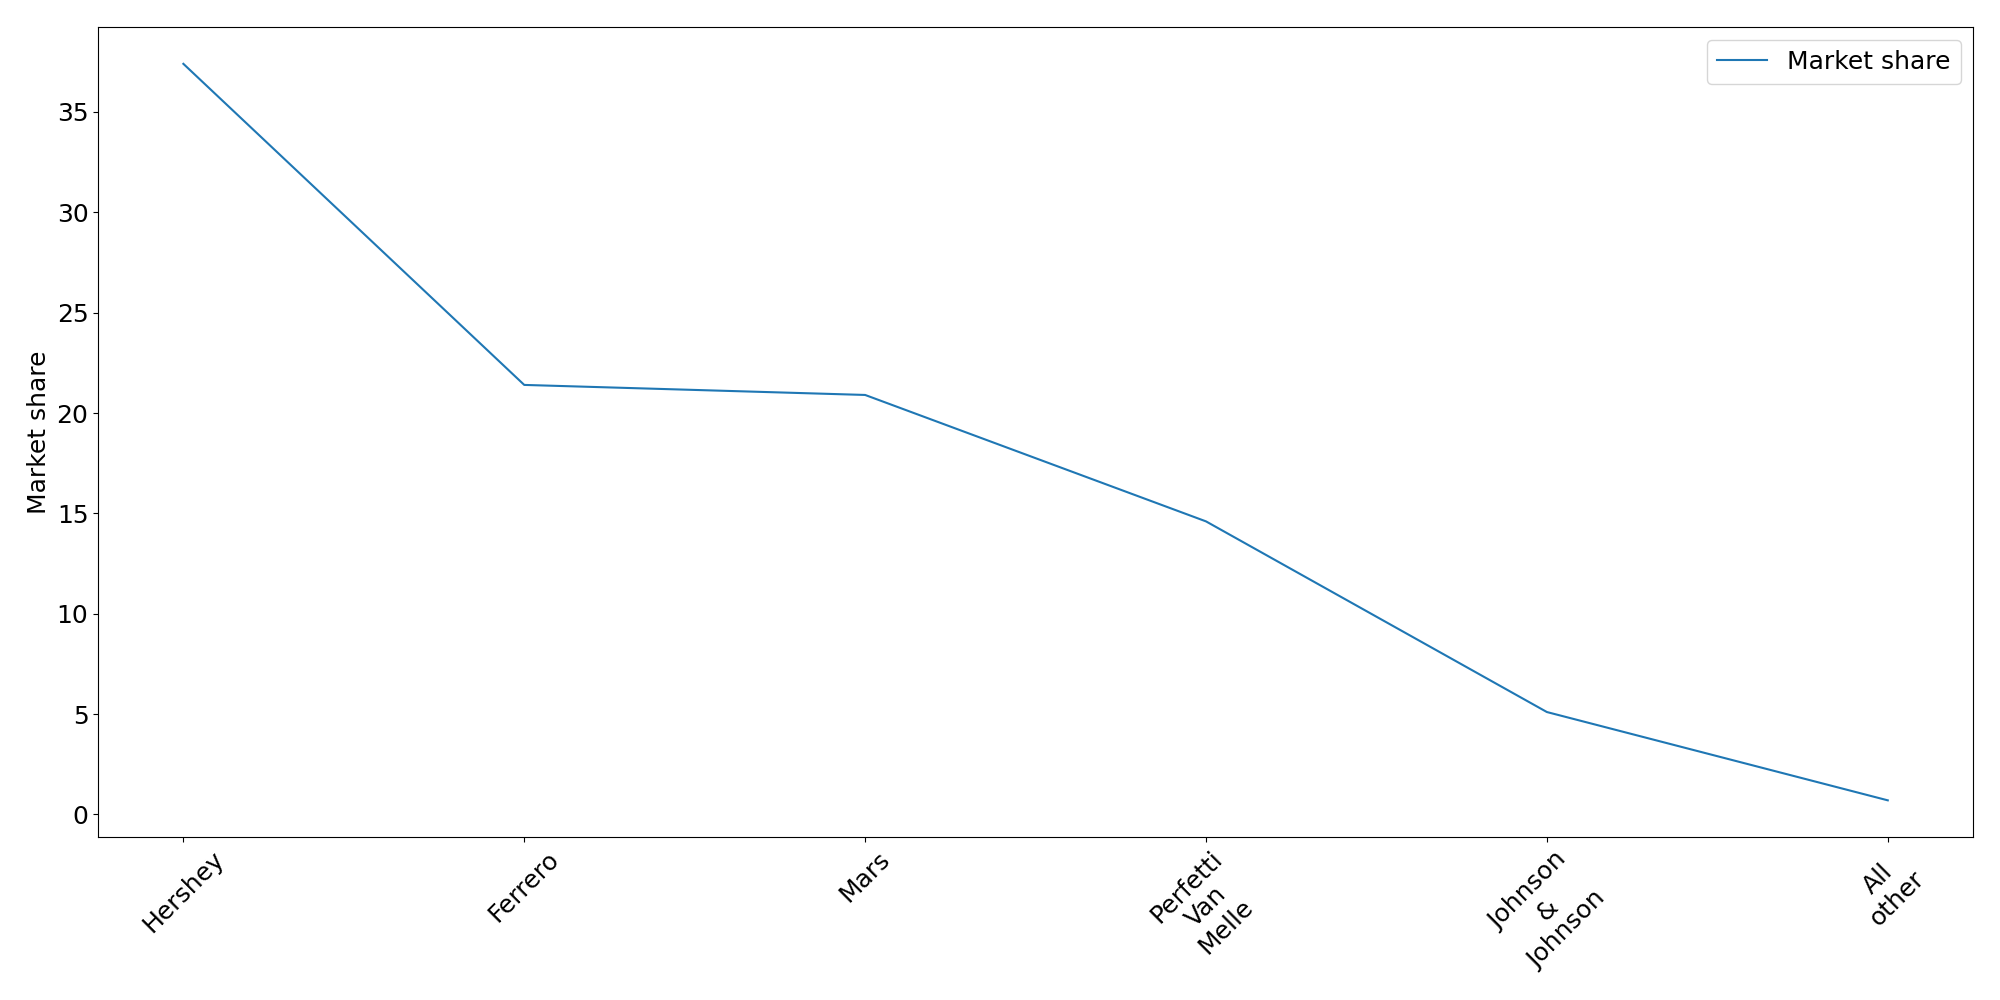 Market share
Market share
35
30
25
20
15
10
5
0
Hershey
Ferrero
Mars
Perfetti
Van
Melle
Johnson
&
Johnson
All
other